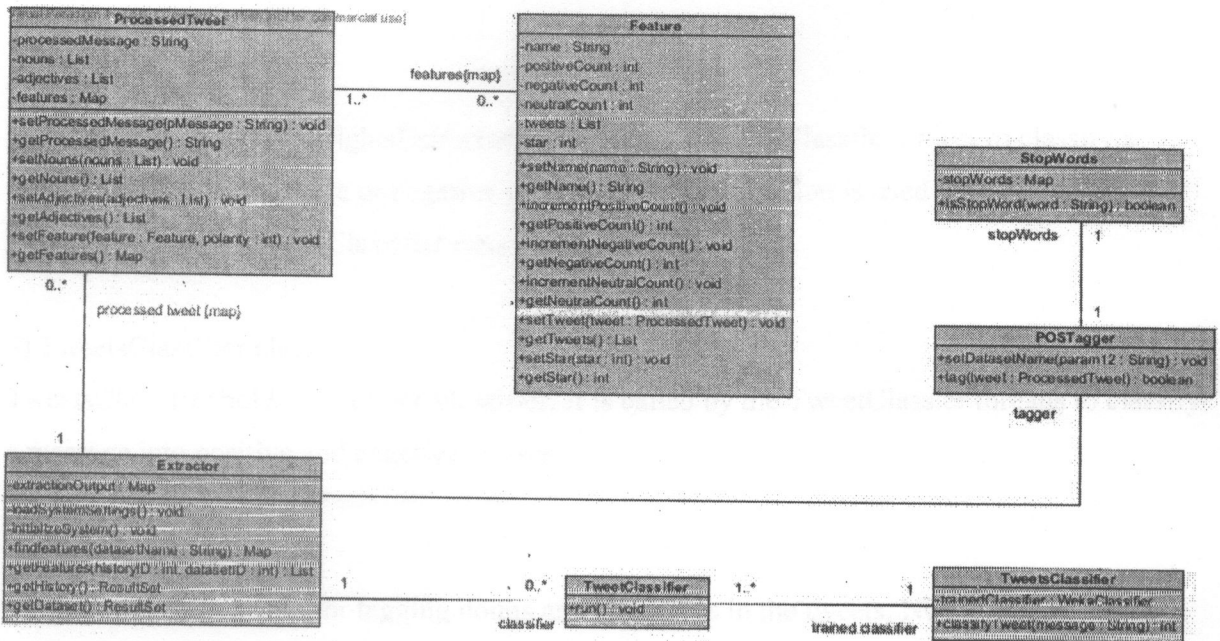 commercial use]
ProcessedTweet
-processedMessage : String
-nouns : List
-adjectives : List
-features : Map
+setProcessedMessage(pMessage : String) : void
+getProcessedMessage() : String
+setNouns(nouns : List) : void
+getNouns() : List
+setAdjectives(adjectives : List) : void
+getAdjectives() : List
+setFeature(feature : Feature, polarity : int) : void
+getFeatures() : Map
features{map}
1..*
0..*
Feature
-name : String
-positiveCount : int
-negativeCount : int
-neutralCount : int
-tweets : List
-star : int
+setName(name : String) : void
+getName() : String
+incrementPositiveCount() : void
+getPositiveCount() : int
+incrementNegativeCount() : void
+getNegativeCount() : int
+incrementNeutralCount() : void
+getNeutralCount() : int
+setTweet(tweet : ProcessedTweet) : void
+getTweets() : List
+setStar(star : int) : void
+getStar() : int
StopWords
-stopWords : Map
+isStopWord(word : String) : boolean
stopWords
1
1
POSTagger
+setDatasetName(param12 : String) : void
+tag(tweet : ProcessedTweet) : boolean
tagger
0..*
processed tweet {map}
1
Extractor
-extractionOutput : Map
-loadSystemSettings() : void
-initializeSystem() : void
+findfeatures(datasetName : String) : Map
+getFeatures(historyID : int, datasetID : int) : List
+getHistory() : ResultSet
+getDataset() : ResultSet
1
0..*
classifier
TweetClassifier
+run() : void
1..*
1
trained classifier
TweetsClassifier
-trainedClassifier : WekaClassifier
+classifyTweet(message : String) : int